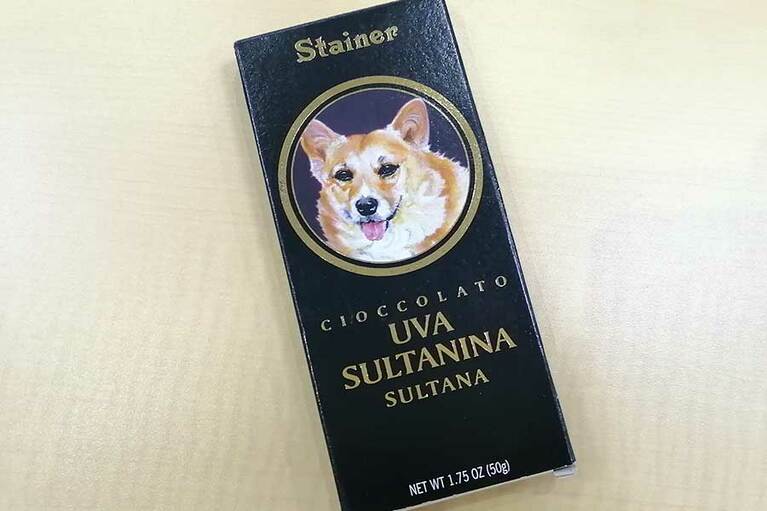 Stainer
CIOCCOLATO
UVA
SULTANINA
SULTANA
NET WT 1.75 OZ (50g)